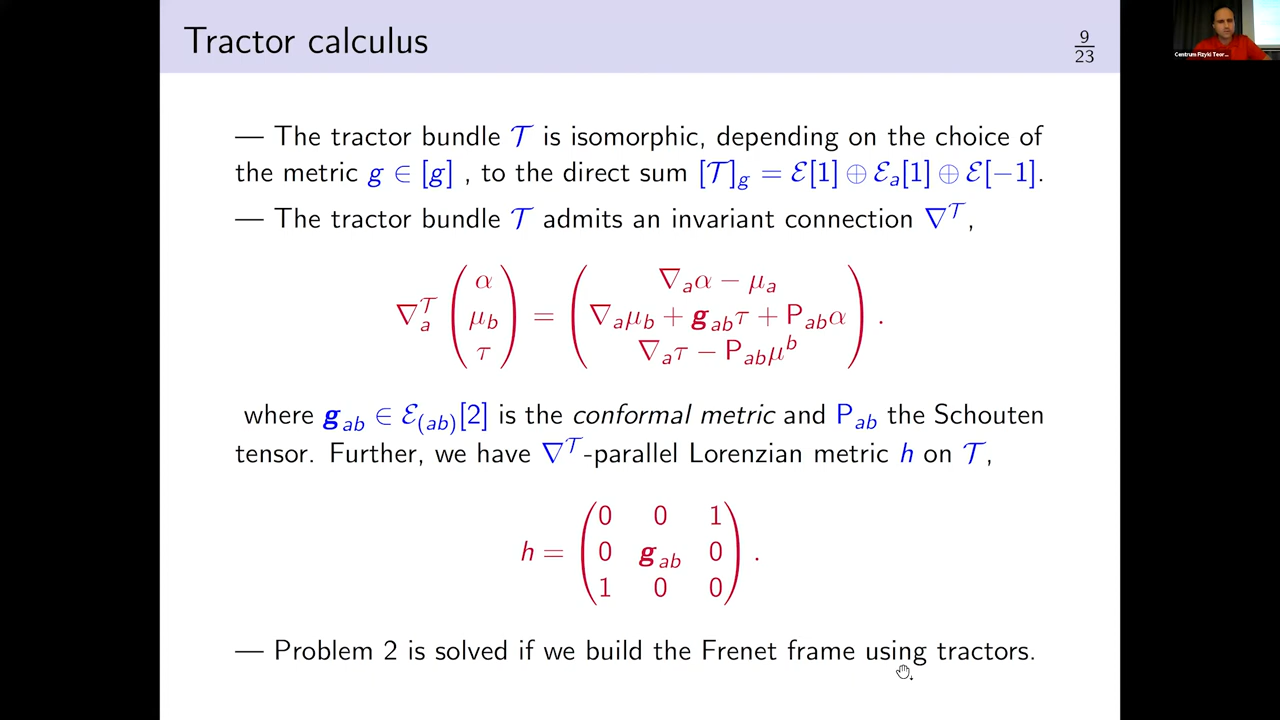 Tractor calculus
9
23
— The tractor bundle 𝒯 is isomorphic, depending on the choice of
the metric g ∈ [g] , to the direct sum [𝒯]_g = ℰ[1] ⊕ ℰ_a[1] ⊕ ℰ[−1].
— The tractor bundle 𝒯 admits an invariant connection ∇^𝒯,
∇^𝒯_a (α μ_b τ) = (∇_aα − μ_a ∇_aμ_b + g_abτ + P_abα ∇_aτ − P_abμ^b) .
where g_ab ∈ ℰ_(ab)[2] is the conformal metric and P_ab the Schouten
tensor. Further, we have ∇^𝒯-parallel Lorenzian metric h on 𝒯,
h = (0 0 1 0 g_ab 0 1 0 0) .
— Problem 2 is solved if we build the Frenet frame using tractors.
Centrum Fizyki Teor...